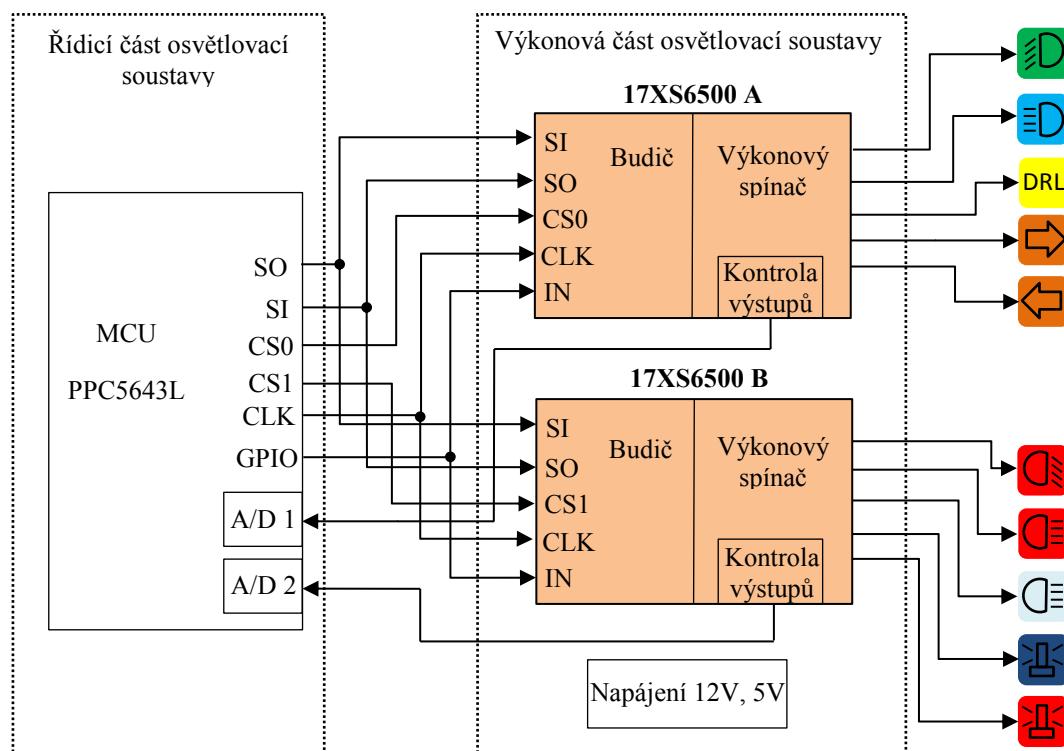 Řídicí část osvětlovací
soustavy
MCU
PPC5643L
SO
SI
CS0
CS1
CLK
GPIO
A/D 1
A/D 2
Výkonová část osvětlovací soustavy
17XS6500 A
SI
SO
CS0
CLK
IN
Budič
Výkonový
spínač
Kontrola
výstupů
17XS6500 B
SI
SO
CS1
CLK
IN
Budič
Výkonový
spínač
Kontrola
výstupů
Napájení 12V, 5V
DRL